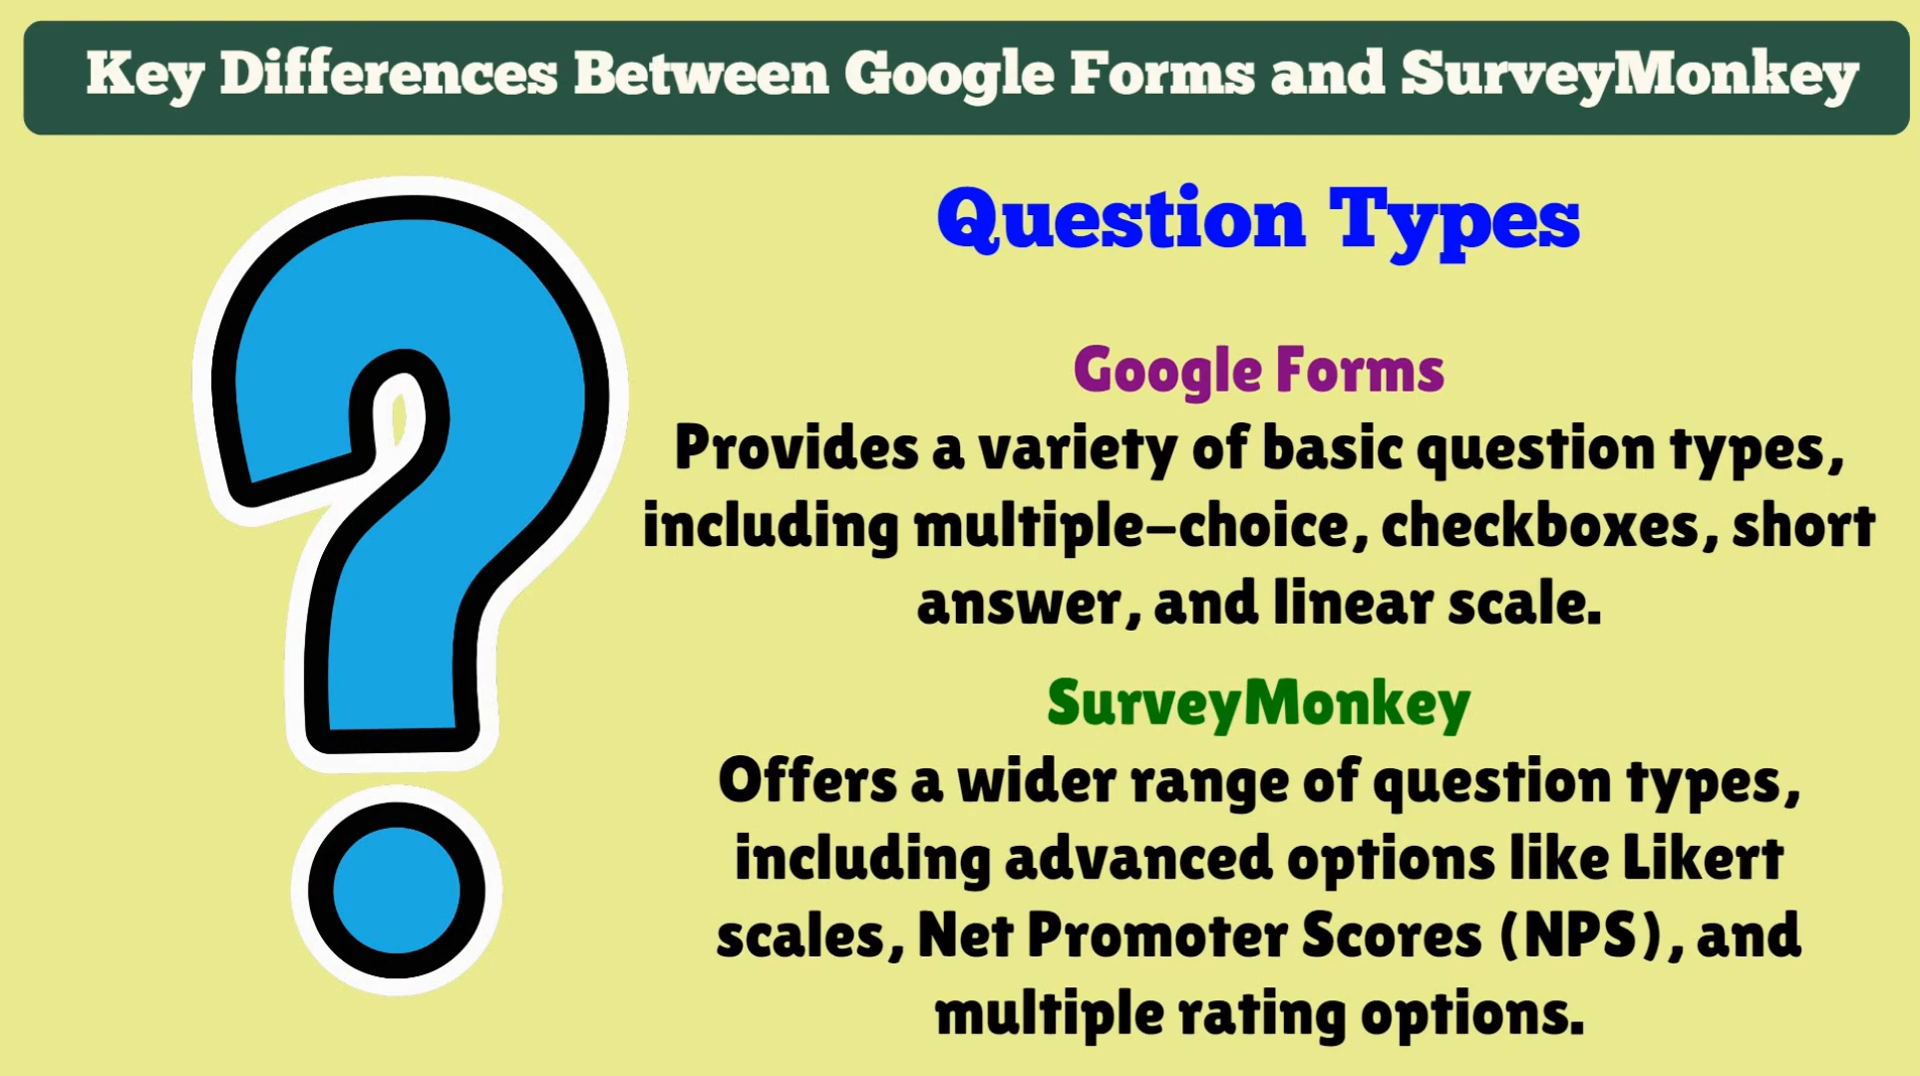 Key Differences Between Google Forms and SurveyMonkey
Question Types
Google Forms
Provides a variety of basic question types,
including multiple-choice, checkboxes, short
answer, and linear scale.
SurveyMonkey
Offers a wider range of question types,
including advanced options like Likert
scales, Net Promoter Scores (NPS), and
multiple rating options.